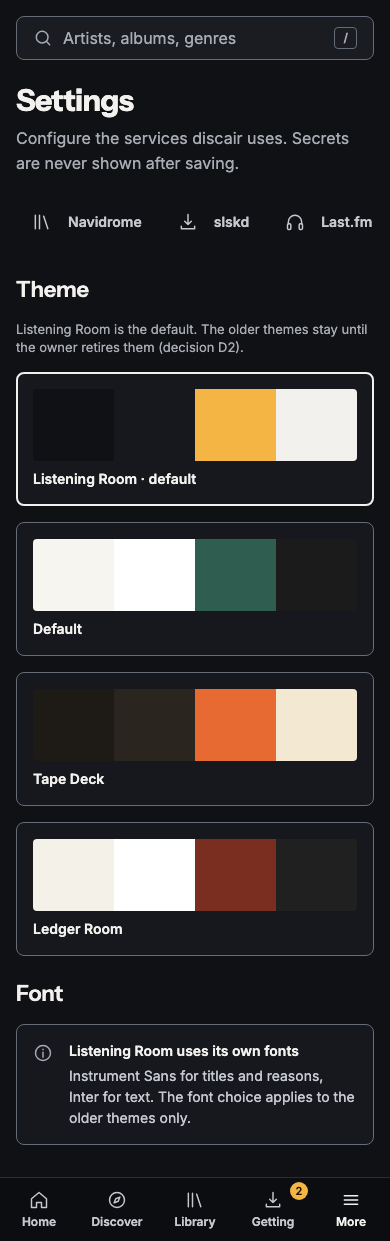 Artists, albums, genres
/
Settings
Configure the services discair uses. Secrets
are never shown after saving.
Navidrome
slskd
Last.fm
Theme
Listening Room is the default. The older themes stay until
the owner retires them (decision D2).
Listening Room · default
Default
Tape Deck
Ledger Room
Font
Listening Room uses its own fonts
Instrument Sans for titles and reasons,
Inter for text. The font choice applies to the
older themes only.
2
Home
Discover
Library
Getting
More